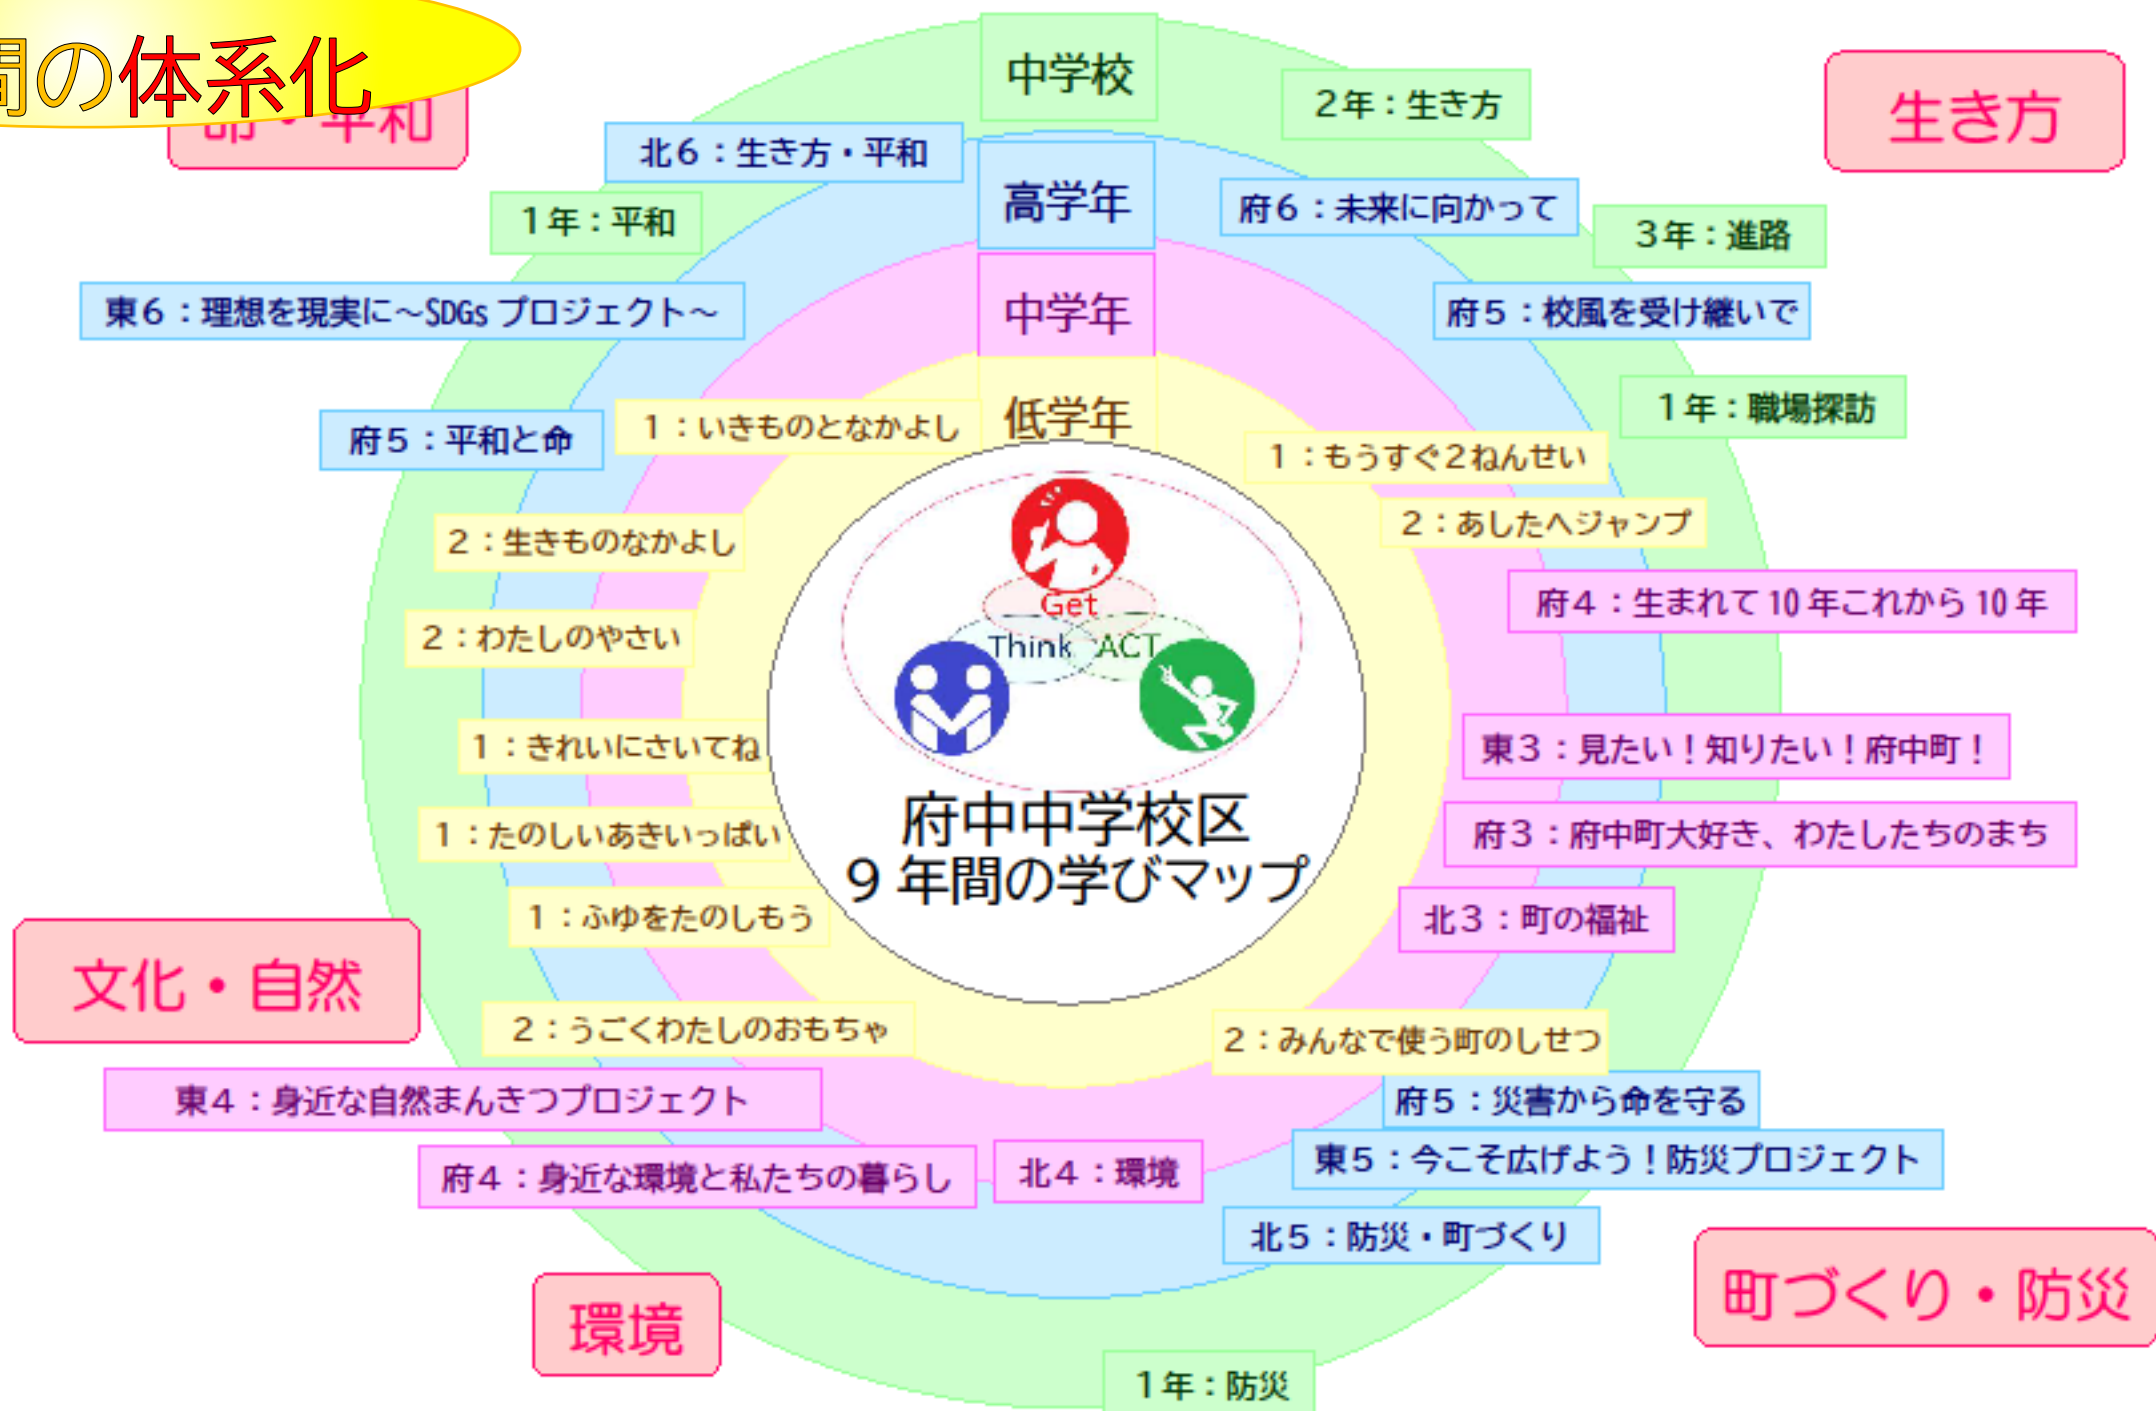 間の体系化
命・平和
生き方
中学校
2年：生き方
北6：生き方・平和
高学年
府6：未来に向かって
1年：平和
3年：進路
東6：理想を現実に～SDGs プロジェクト～
中学年
府5：校風を受け継いで
府5：平和と命
1：いきものとなかよし
低学年
1年：職場探訪
1：もうすぐ2ねんせい
2：生きものなかよし
2：あしたへジャンプ
Get
Think
ACT
府4：生まれて 10 年これから 10 年
2：わたしのやさい
1：きれいにさいてね
東3：見たい！知りたい！府中町！
府中中学校区
9 年間の学びマップ
1：たのしいあきいっぱい
府3：府中町大好き、わたしたちのまち
1：ふゆをたのしもう
北3：町の福祉
文化・自然
2：うごくわたしのおもちゃ
2：みんなで使う町のしせつ
東4：身近な自然まんきつプロジェクト
府5：災害から命を守る
府4：身近な環境と私たちの暮らし
北4：環境
東5：今こそ広げよう！防災プロジェクト
北5：防災・町づくり
環境
町づくり・防災
1年：防災